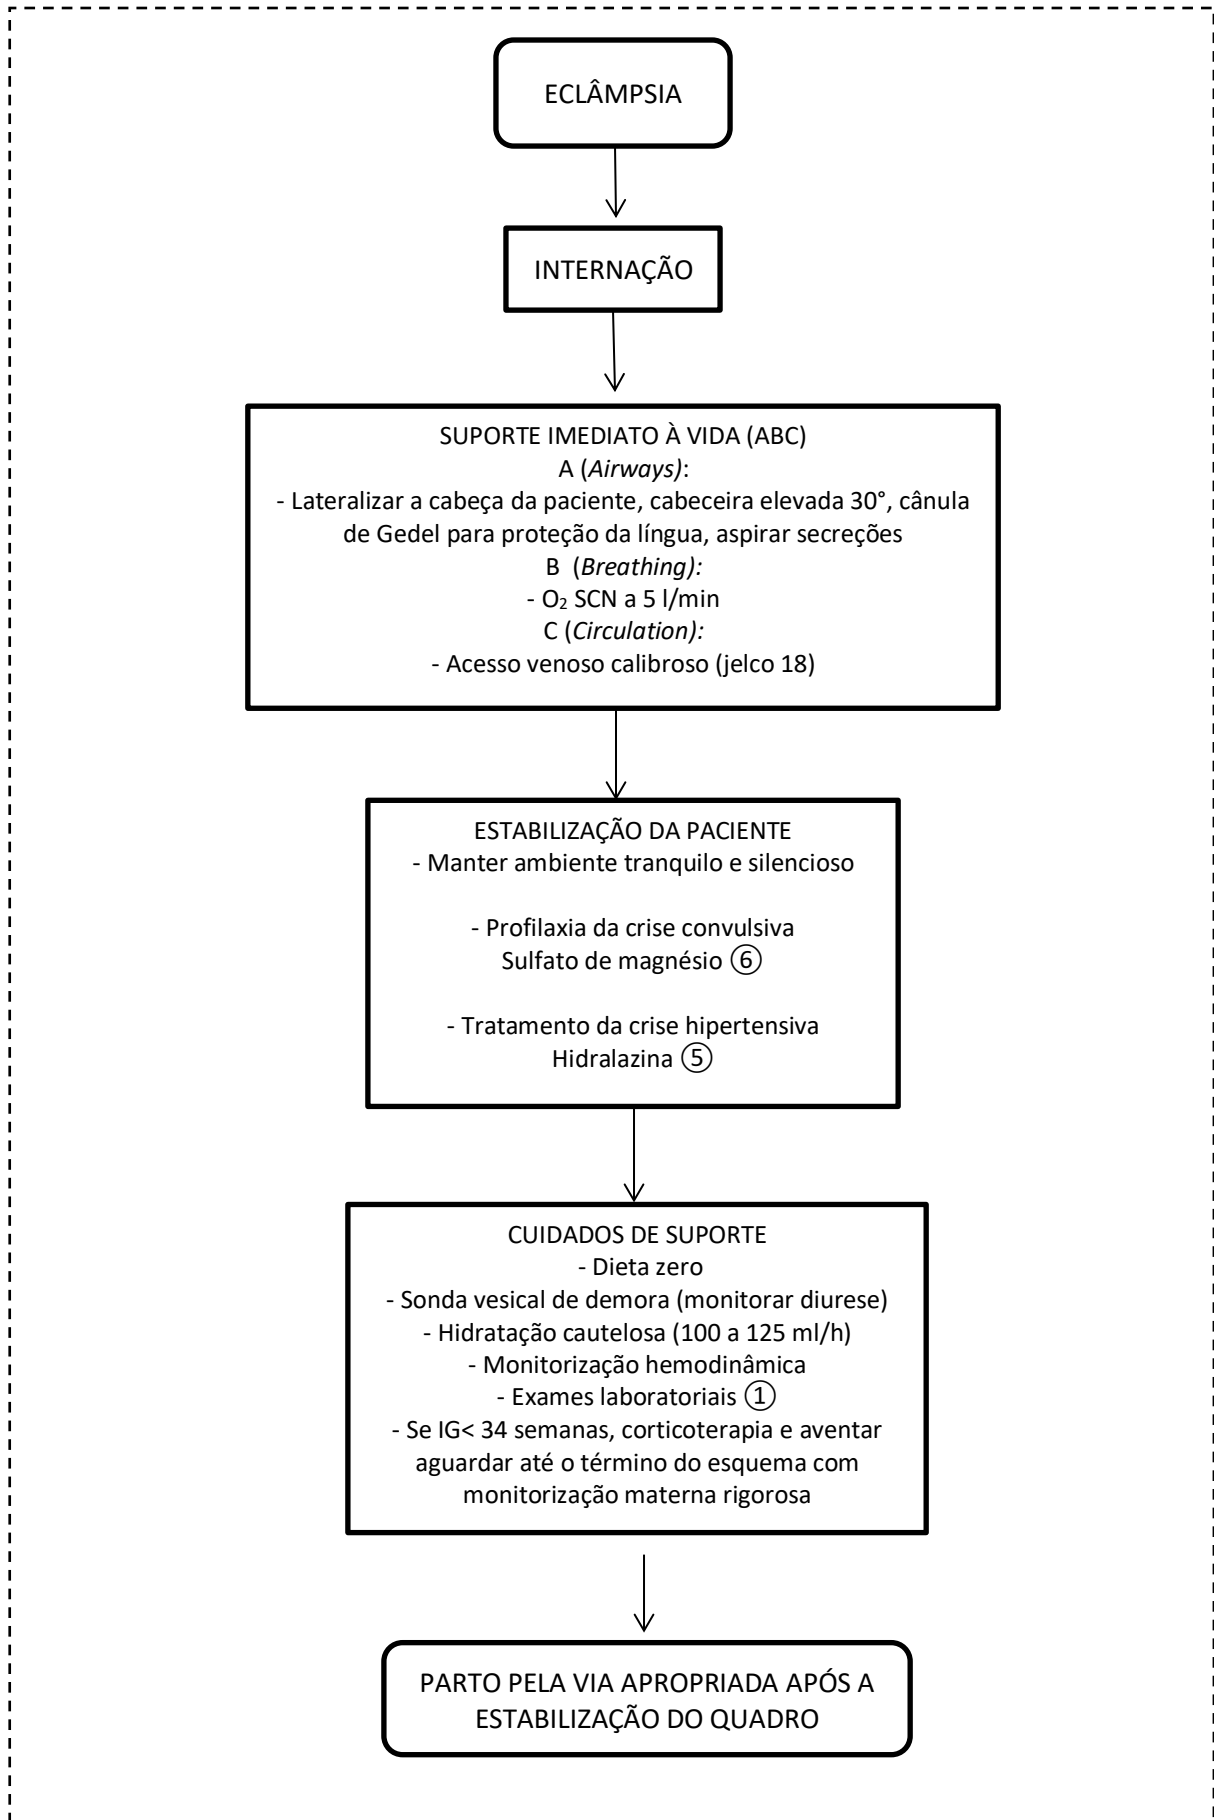 ECLÂMPSIA
INTERNAÇÃO
SUPORTE IMEDIATO À VIDA (ABC)
A (Airways):
- Lateralizar a cabeça da paciente, cabeceira elevada 30°, cânula
de Gedel para proteção da língua, aspirar secreções
B (Breathing):
- O₂ SCN a 5 l/min
C (Circulation):
- Acesso venoso calibroso (jelco 18)
ESTABILIZAÇÃO DA PACIENTE
- Manter ambiente tranquilo e silencioso
- Profilaxia da crise convulsiva
Sulfato de magnésio ⑥
- Tratamento da crise hipertensiva
Hidralazina ⑤
CUIDADOS DE SUPORTE
- Dieta zero
- Sonda vesical de demora (monitorar diurese)
- Hidratação cautelosa (100 a 125 ml/h)
- Monitorização hemodinâmica
- Exames laboratoriais ①
- Se IG< 34 semanas, corticoterapia e aventar
aguardar até o término do esquema com
monitorização materna rigorosa
PARTO PELA VIA APROPRIADA APÓS A
ESTABILIZAÇÃO DO QUADRO